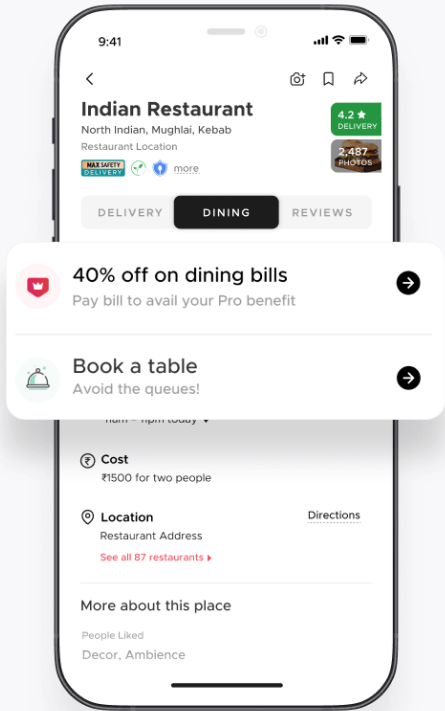 9:41
Indian Restaurant
North Indian, Mughlai, Kebab
Restaurant Location
4.2 ★
DELIVERY
2,487
PHOTOS
MAX SAFETY
DELIVERY
more
DELIVERY
DINING
REVIEWS
40% off on dining bills
Pay bill to avail your Pro benefit
Book a table
Avoid the queues!
11am – 11pm today
Cost
₹1500 for two people
Location
Directions
Restaurant Address
See all 87 restaurants
More about this place
People Liked
Decor, Ambience